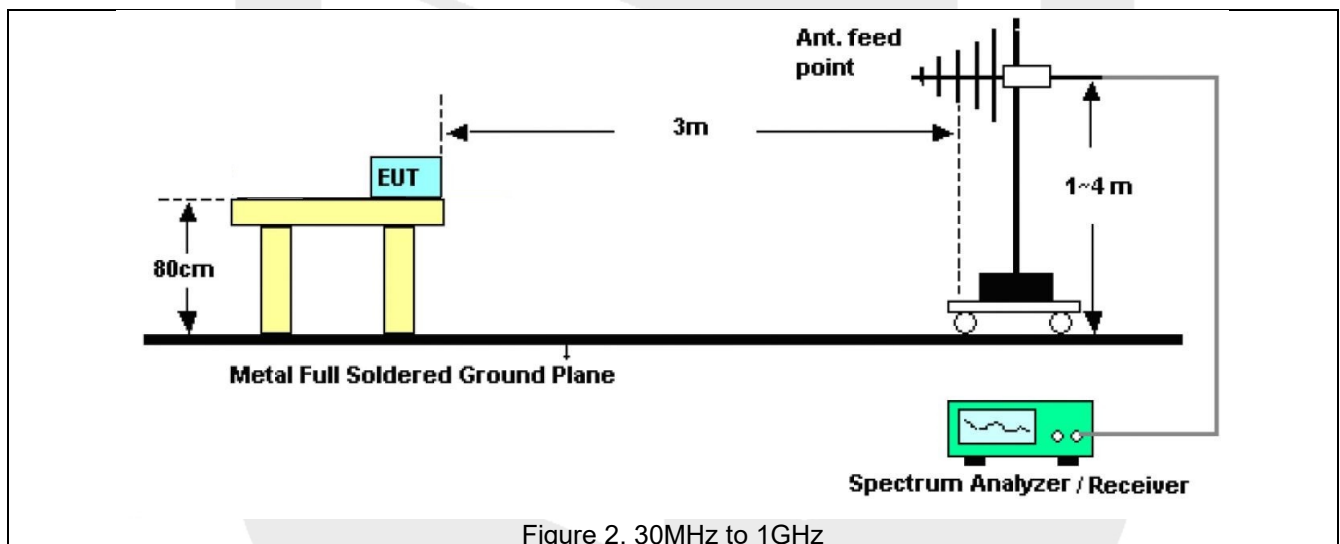 Ant. feed
point
3m
EUT
1~4 m
80cm
Metal Full Soldered Ground Plane
Spectrum Analyzer / Receiver
Figure 2. 30MHz to 1GHz